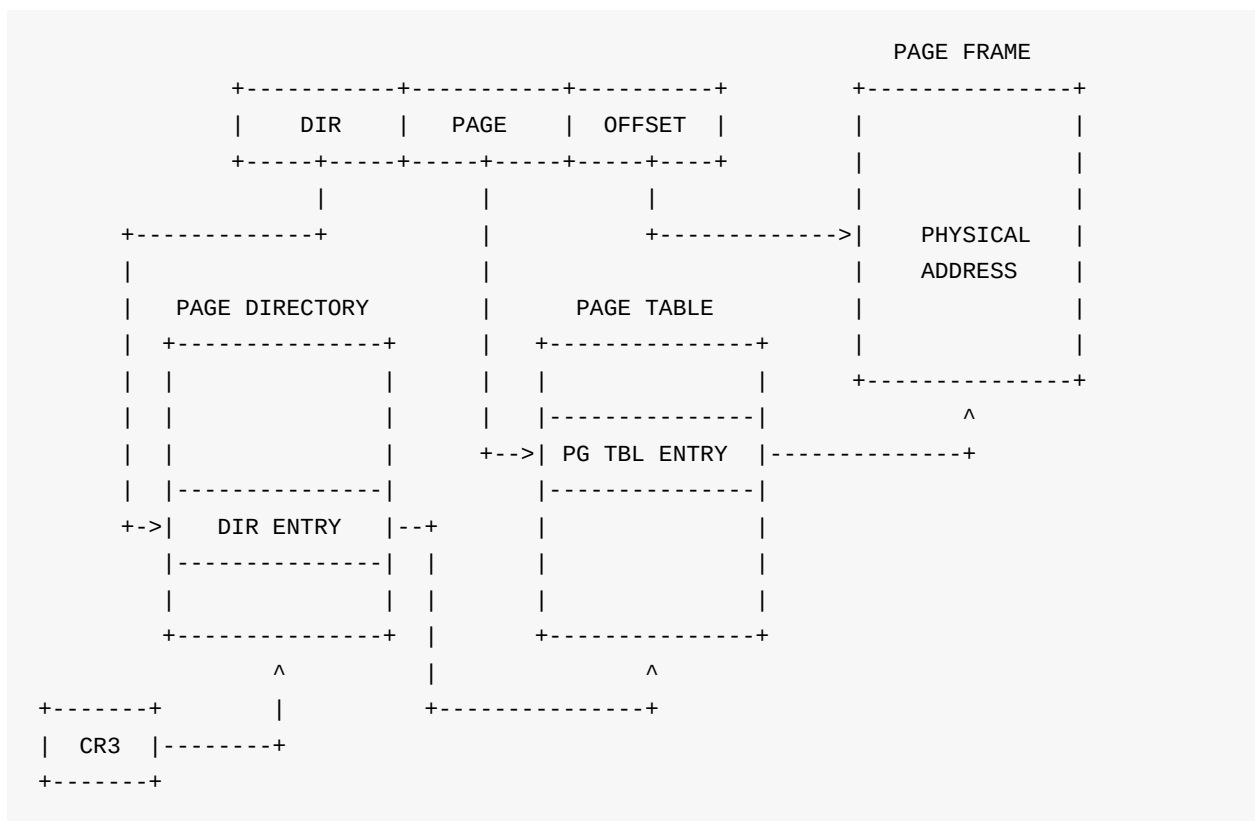 PAGE FRAME
DIR PAGE OFFSET
PHYSICAL
ADDRESS
PAGE DIRECTORY PAGE TABLE
PG TBL ENTRY
DIR ENTRY
CR3